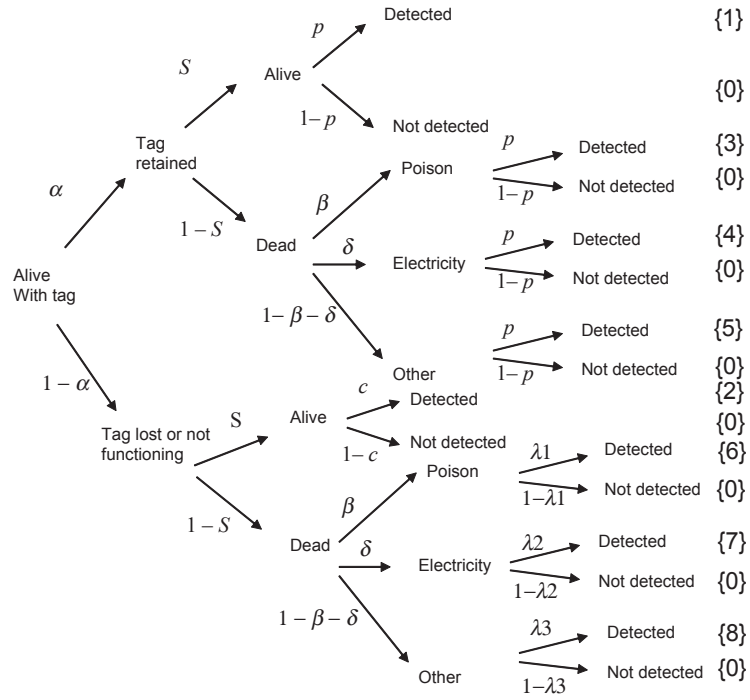 p Detected {1}
S Alive {0}
1−p Not detected
Tag retained p Detected {3}
Poison
α β 1−p Not detected {0}
1−S
Dead δ p Detected {4}
Electricity
Alive With tag 1−p Not detected {0}
1−β−δ
p Detected {5}
1−α Other 1−p Not detected {0}
c Detected {2}
S Alive {0}
Tag lost or not functioning 1−c Not detected
Poison λ1 Detected {6}
β 1−λ1 Not detected {0}
1−S
Dead δ λ2 Detected {7}
Electricity
1−λ2 Not detected {0}
1−β−δ
λ3 Detected {8}
Other 1−λ3 Not detected {0}